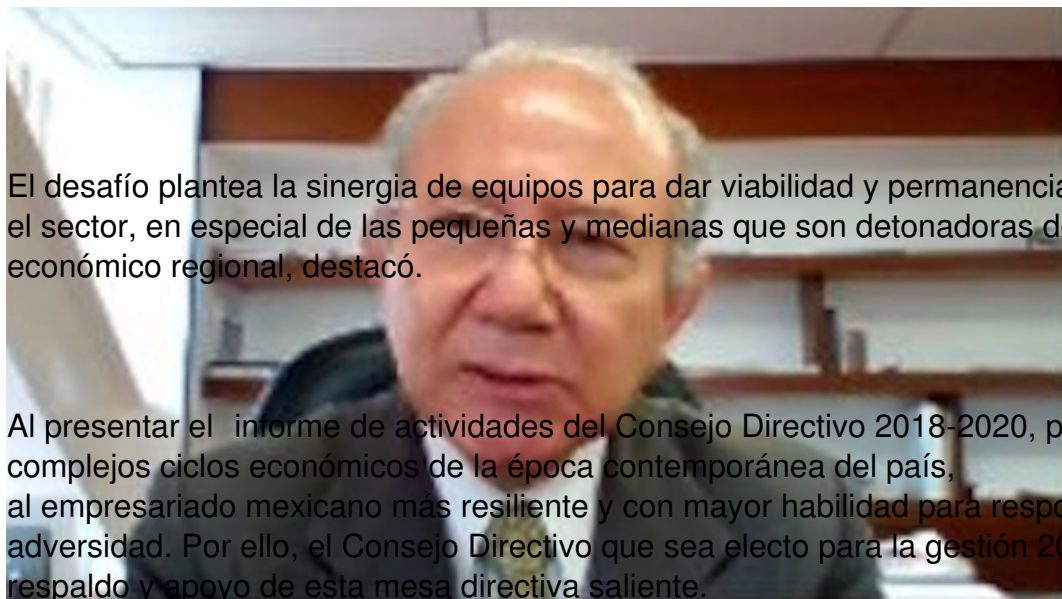 El desafío plantea la sinergia de equipos para dar viabilidad y permanencia
el sector, en especial de las pequeñas y medianas que son detonadoras d
económico regional, destacó.
Al presentar el informe de actividades del Consejo Directivo 2018-2020, p
complejos ciclos económicos de la época contemporánea del país,
al empresariado mexicano más resiliente y con mayor habilidad para respo
adversidad. Por ello, el Consejo Directivo que sea electo para la gestión 20
respaldo y apoyo de esta mesa directiva saliente.